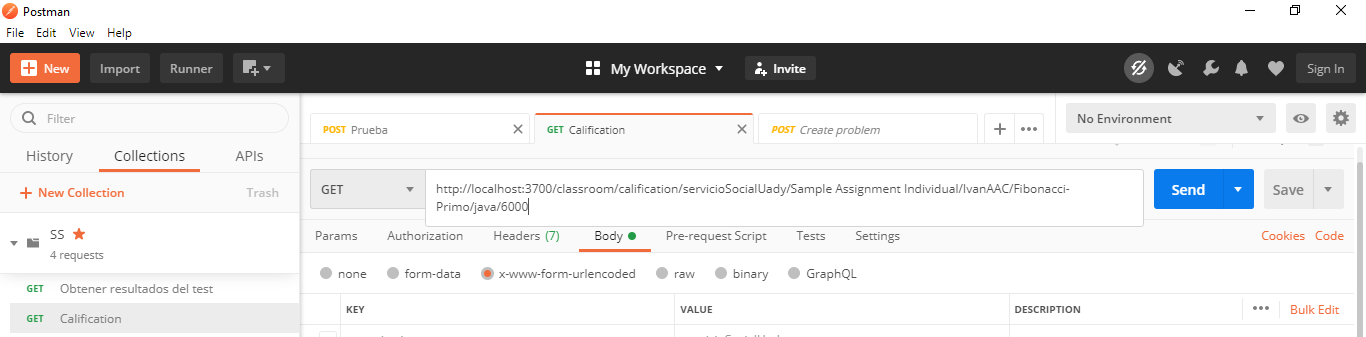 Postman
File Edit View Help
New Import Runner My Workspace Invite Sign In
Filter
History Collections APIs
+ New Collection Trash
SS
4 requests
GET Obtener resultados del test
GET Calification
POST Prueba GET Calification POST Create problem No Environment
GET http://localhost:3700/classroom/calification/servicioSocialUady/Sample Assignment Individual/IvanAAC/Fibonacci-
Primo/java/6000
Send Save
Params Authorization Headers (7) Body Pre-request Script Tests Settings Cookies Code
none form-data x-www-form-urlencoded raw binary GraphQL
KEY VALUE DESCRIPTION Bulk Edit